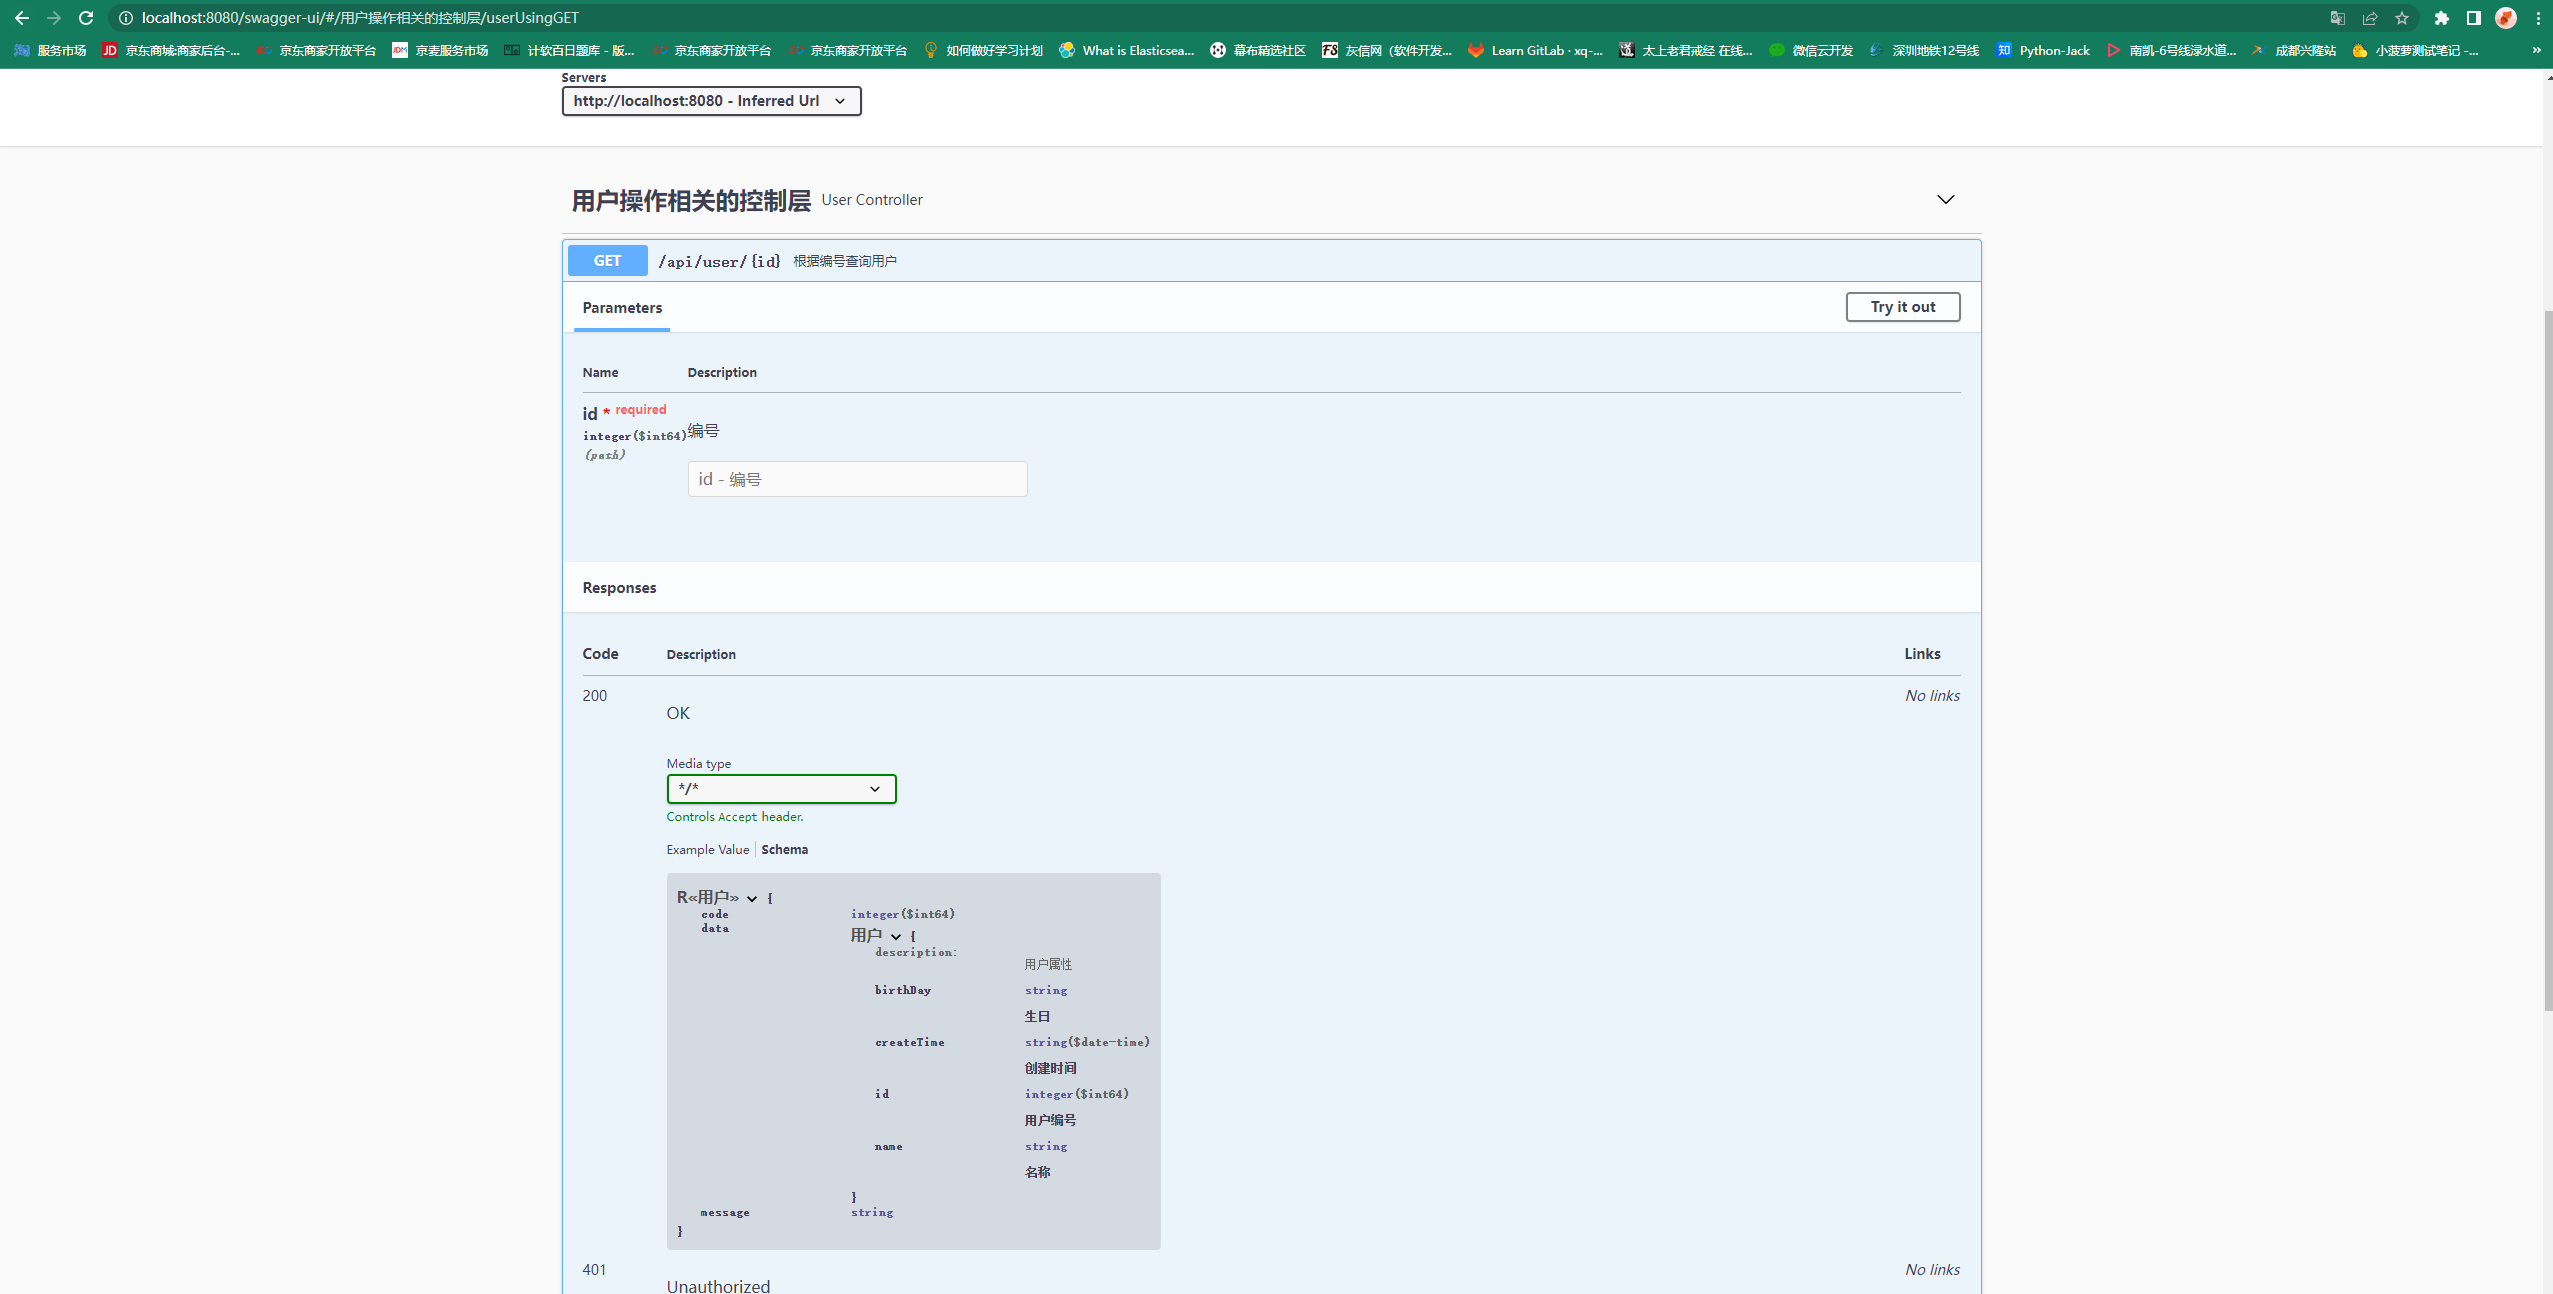 localhost:8080/swagger-ui/#/用户操作相关的控制层/userUsingGET
服务市场 京东商城-商家后台-... 京东商家开放平台 京麦服务市场 计软百日题库 - 版... 京东商家开放平台 京东商家开放平台 如何做好学习计划 What is Elasticsea... 幕布精选社区 灰信网（软件开发... Learn GitLab · xq-... 太上老君戒经 在线... 微信云开发 深圳地铁12号线 Python-Jack 南凯-6号线渌水道... 成都兴隆站 小菠萝测试笔记 -... »
Servers
http://localhost:8080 - Inferred Url
用户操作相关的控制层 User Controller
GET /api/user/{id} 根据编号查询用户
Parameters Try it out
Name Description
id * required
integer($int64) 编号
(path)
id - 编号
Responses
Code Description Links
200 No links
OK
Media type
*/*
Controls Accept header.
Example Value Schema
R«用户» {
code integer($int64)
data 用户 {
description:
用户属性
birthDay string
生日
createTime string($date-time)
创建时间
id integer($int64)
用户编号
name string
名称
}
message string
}
401 No links
Unauthorized